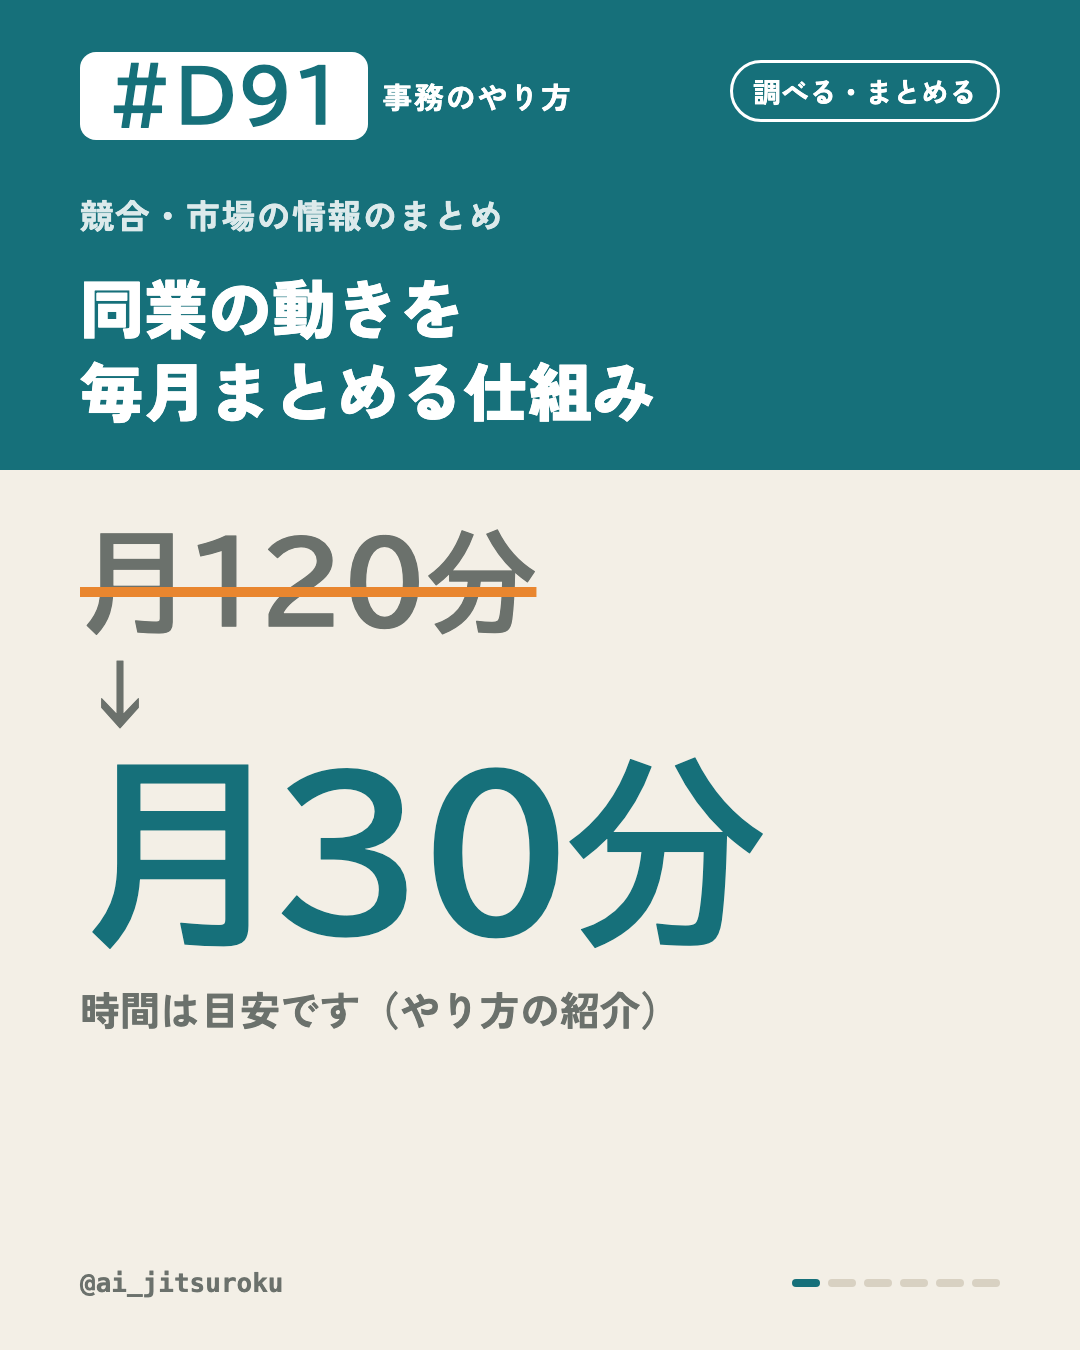 #D91
事務のやり方
調べる・まとめる
競合・市場の情報のまとめ
同業の動きを
毎月まとめる仕組み
月120分
↓
月30分
時間は目安です（やり方の紹介）
@ai_jitsuroku